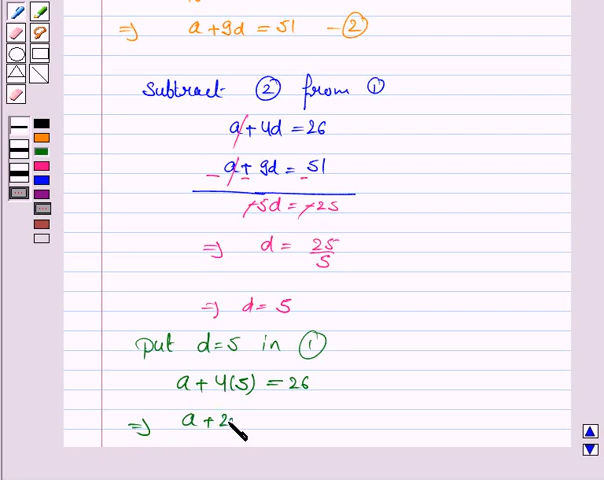 ⇒ a + 9d = 51 - ②
Subtract ② from ①
a + 4d = 26
- a + 9d = 51
- -
-5d = -25
⇒ d = 25/5
⇒ d = 5
put d=5 in ①
a + 4(5) = 26
⇒ a + 2